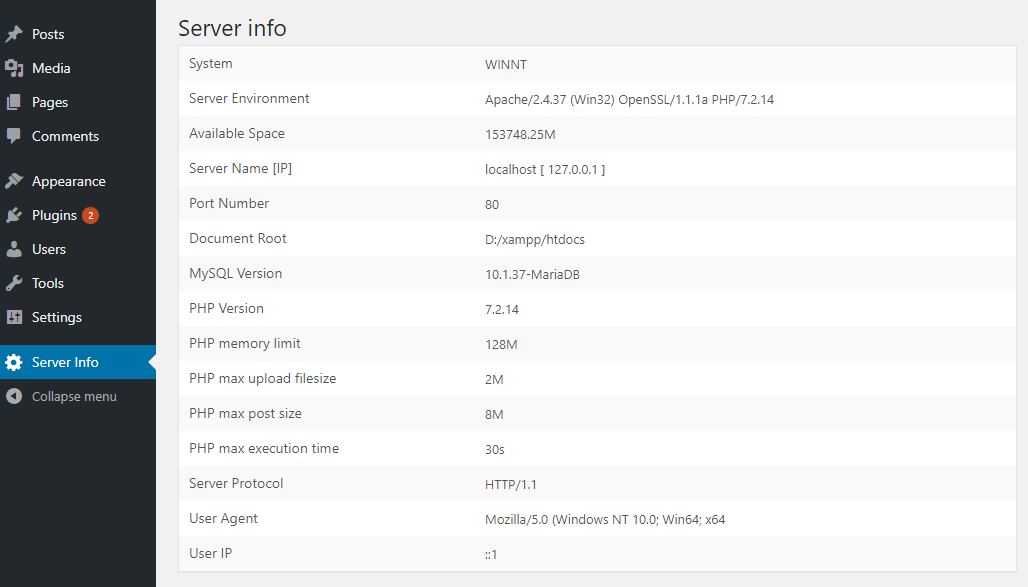 Posts
Media
Pages
Comments
Appearance
Plugins 2
Users
Tools
Settings
Server Info
Collapse menu
Server info
System WINNT
Server Environment Apache/2.4.37 (Win32) OpenSSL/1.1.1a PHP/7.2.14
Available Space 153748.25M
Server Name [IP] localhost [ 127.0.0.1 ]
Port Number 80
Document Root D:/xampp/htdocs
MySQL Version 10.1.37-MariaDB
PHP Version 7.2.14
PHP memory limit 128M
PHP max upload filesize 2M
PHP max post size 8M
PHP max execution time 30s
Server Protocol HTTP/1.1
User Agent Mozilla/5.0 (Windows NT 10.0; Win64; x64
User IP ::1